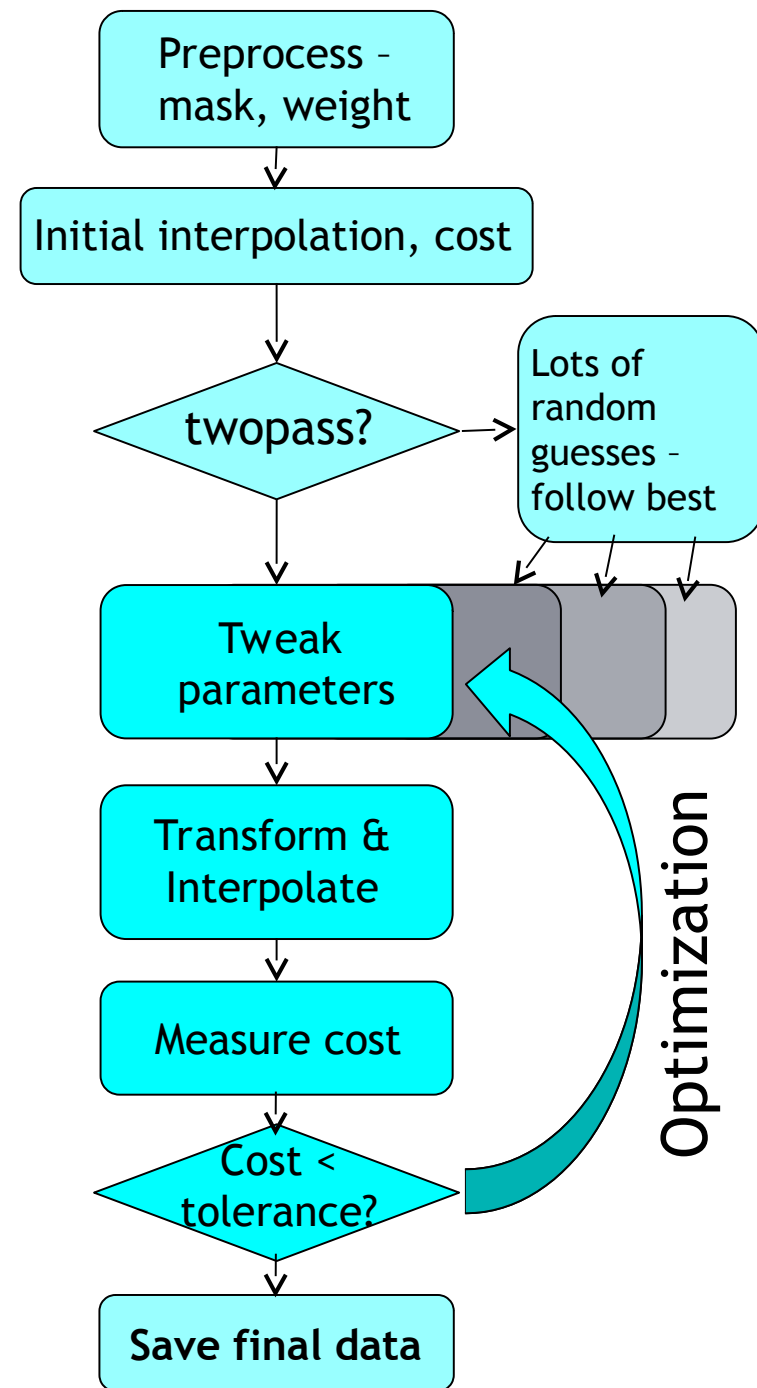 Preprocess –
mask, weight
Initial interpolation, cost
twopass?
Lots of
random
guesses –
follow best
Tweak
parameters
Transform &
Interpolate
Measure cost
Optimization
Cost <
tolerance?
Save final data